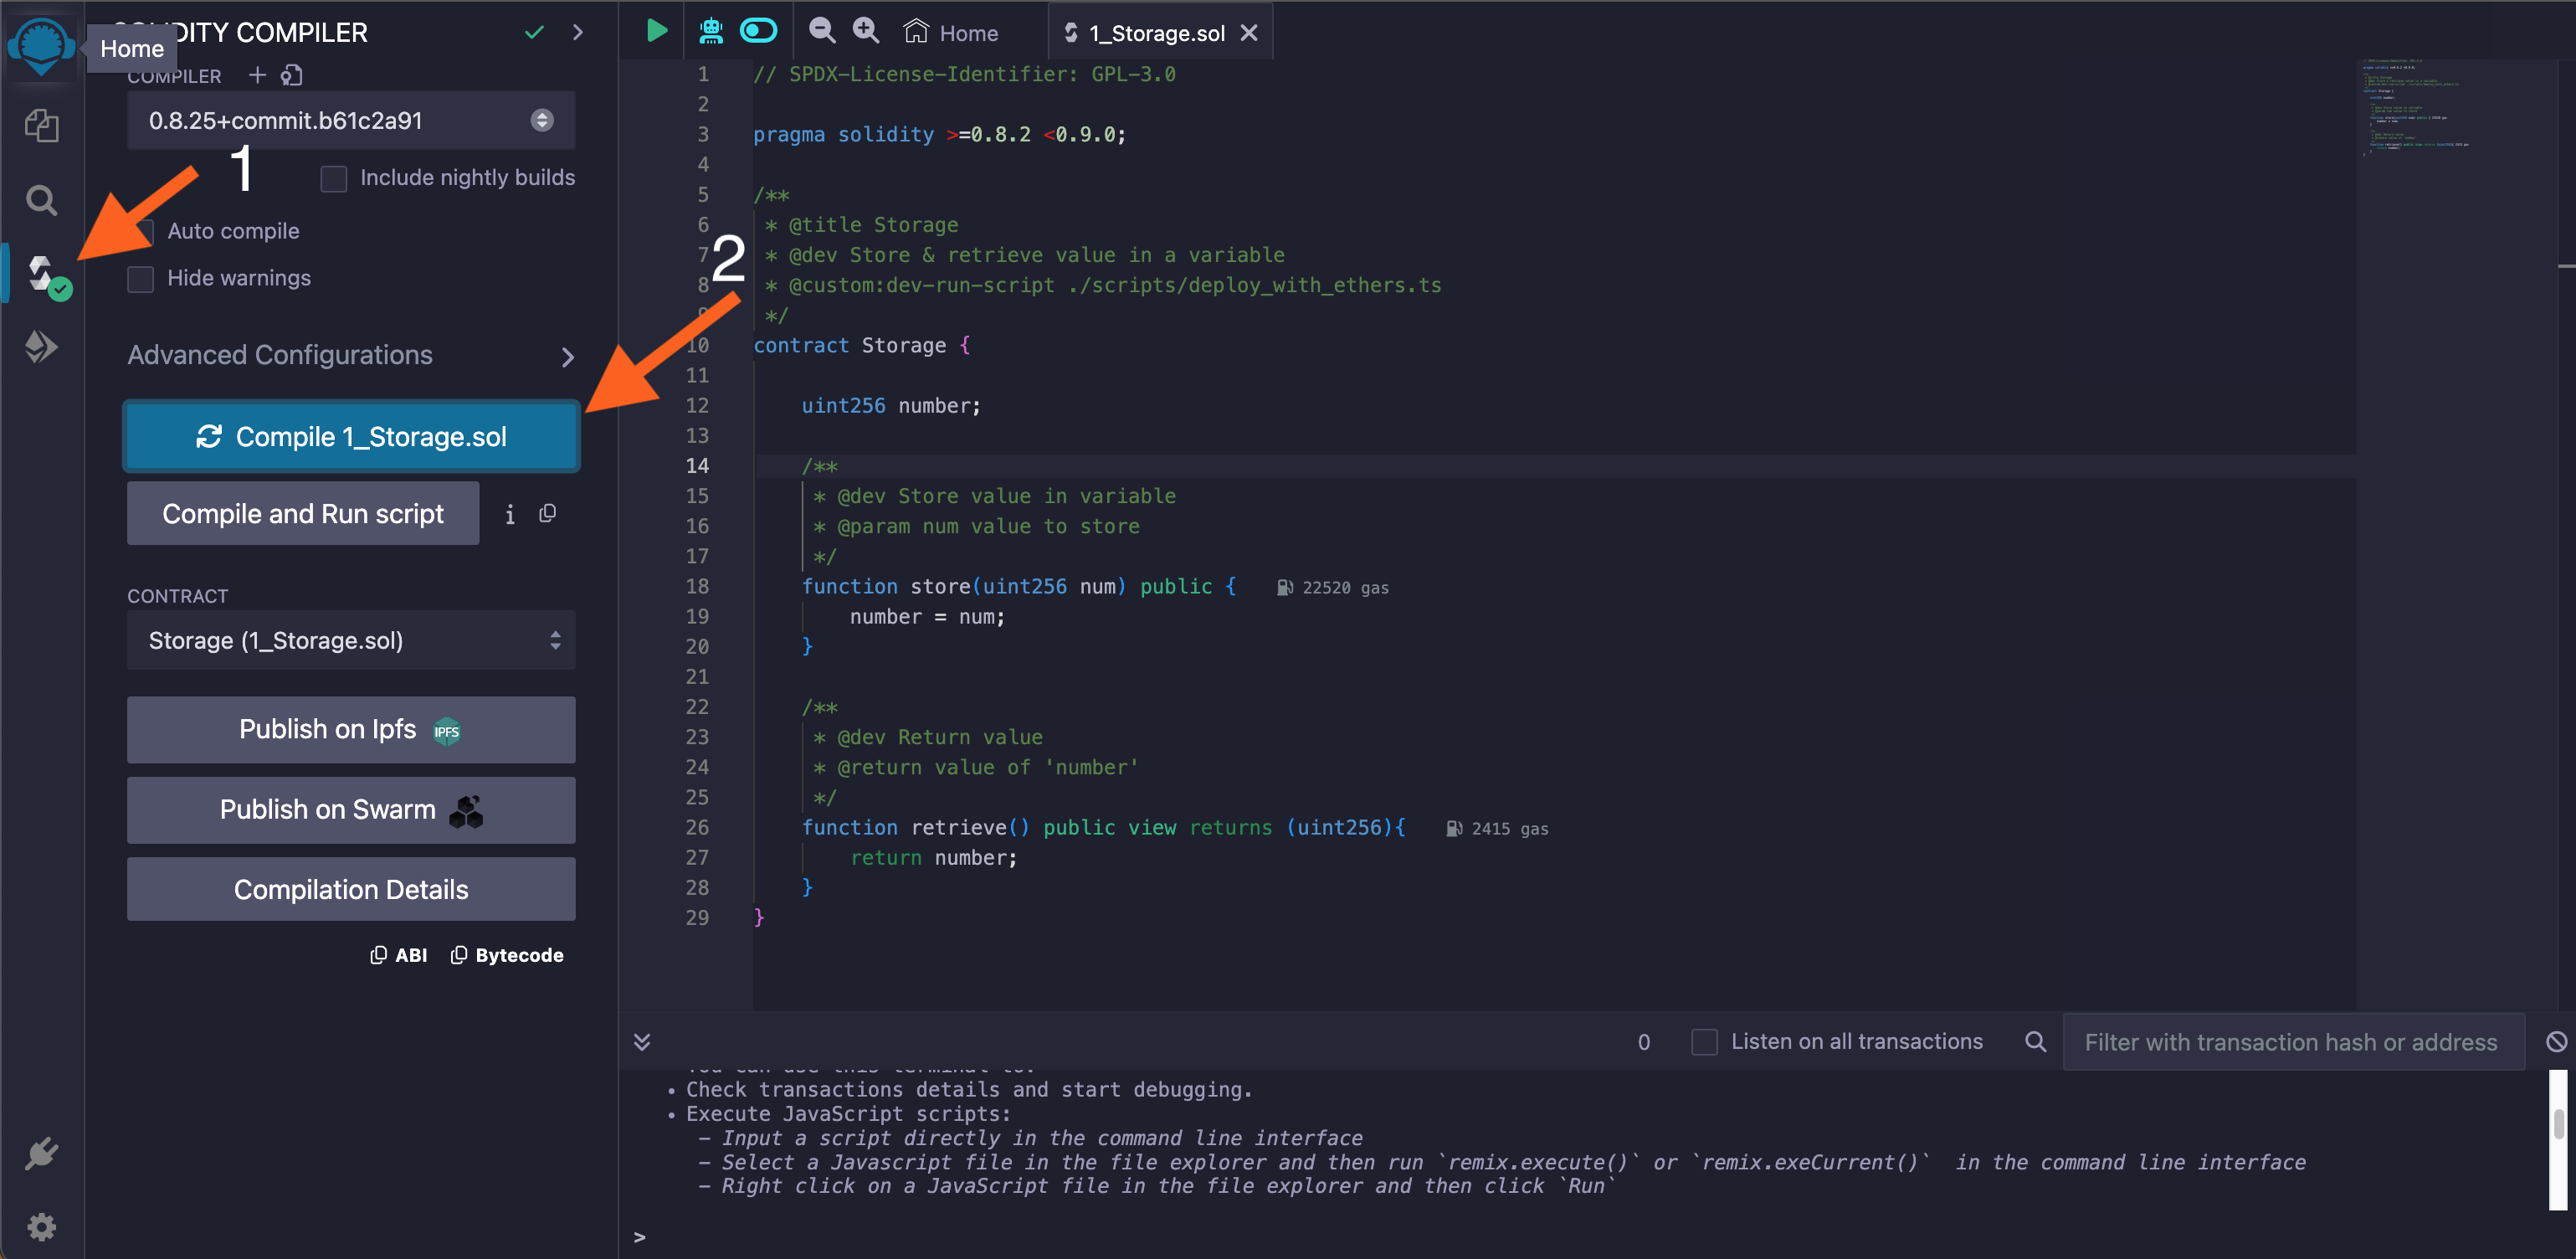 SOLIDITY COMPILER
Home
COMPILER
0.8.25+commit.b61c2a91
1
Include nightly builds
Auto compile
Hide warnings
Advanced Configurations
Compile 1_Storage.sol
Compile and Run script
i
CONTRACT
Storage (1_Storage.sol)
Publish on Ipfs IPFS
Publish on Swarm
Compilation Details
ABI Bytecode
Home 1_Storage.sol
2
1 // SPDX-License-Identifier: GPL-3.0
2
3 pragma solidity >=0.8.2 <0.9.0;
4
5 /**
6 * @title Storage
7 * @dev Store & retrieve value in a variable
8 * @custom:dev-run-script ./scripts/deploy_with_ethers.ts
9 */
10 contract Storage {
11
12 uint256 number;
13
14 /**
15 * @dev Store value in variable
16 * @param num value to store
17 */
18 function store(uint256 num) public { 22520 gas
19 number = num;
20 }
21
22 /**
23 * @dev Return value
24 * @return value of 'number'
25 */
26 function retrieve() public view returns (uint256){ 2415 gas
27 return number;
28 }
29 }
0 Listen on all transactions Filter with transaction hash or address
You can use this terminal to:
• Check transactions details and start debugging.
• Execute JavaScript scripts:
– Input a script directly in the command line interface
– Select a Javascript file in the file explorer and then run `remix.execute()` or `remix.exeCurrent()` in the command line interface
– Right click on a JavaScript file in the file explorer and then click `Run`
>